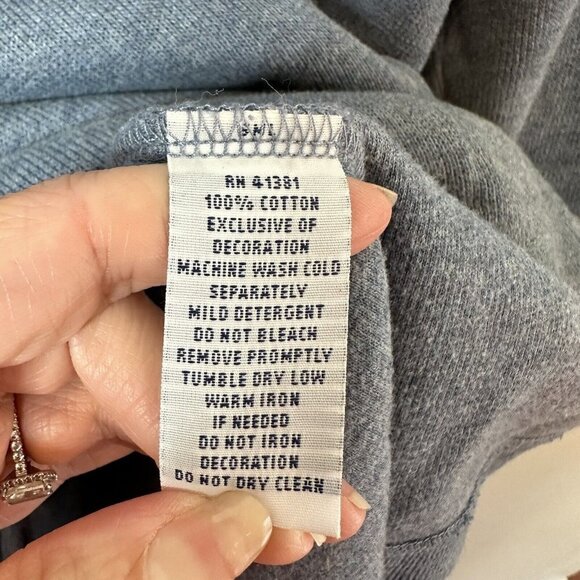 RN 41381
100% COTTON
EXCLUSIVE OF
DECORATION
MACHINE WASH COLD
SEPARATELY
MILD DETERGENT
DO NOT BLEACH
REMOVE PROMPTLY
TUMBLE DRY LOW
WARM IRON
IF NEEDED
DO NOT IRON
DECORATION
DO NOT DRY CLEAN